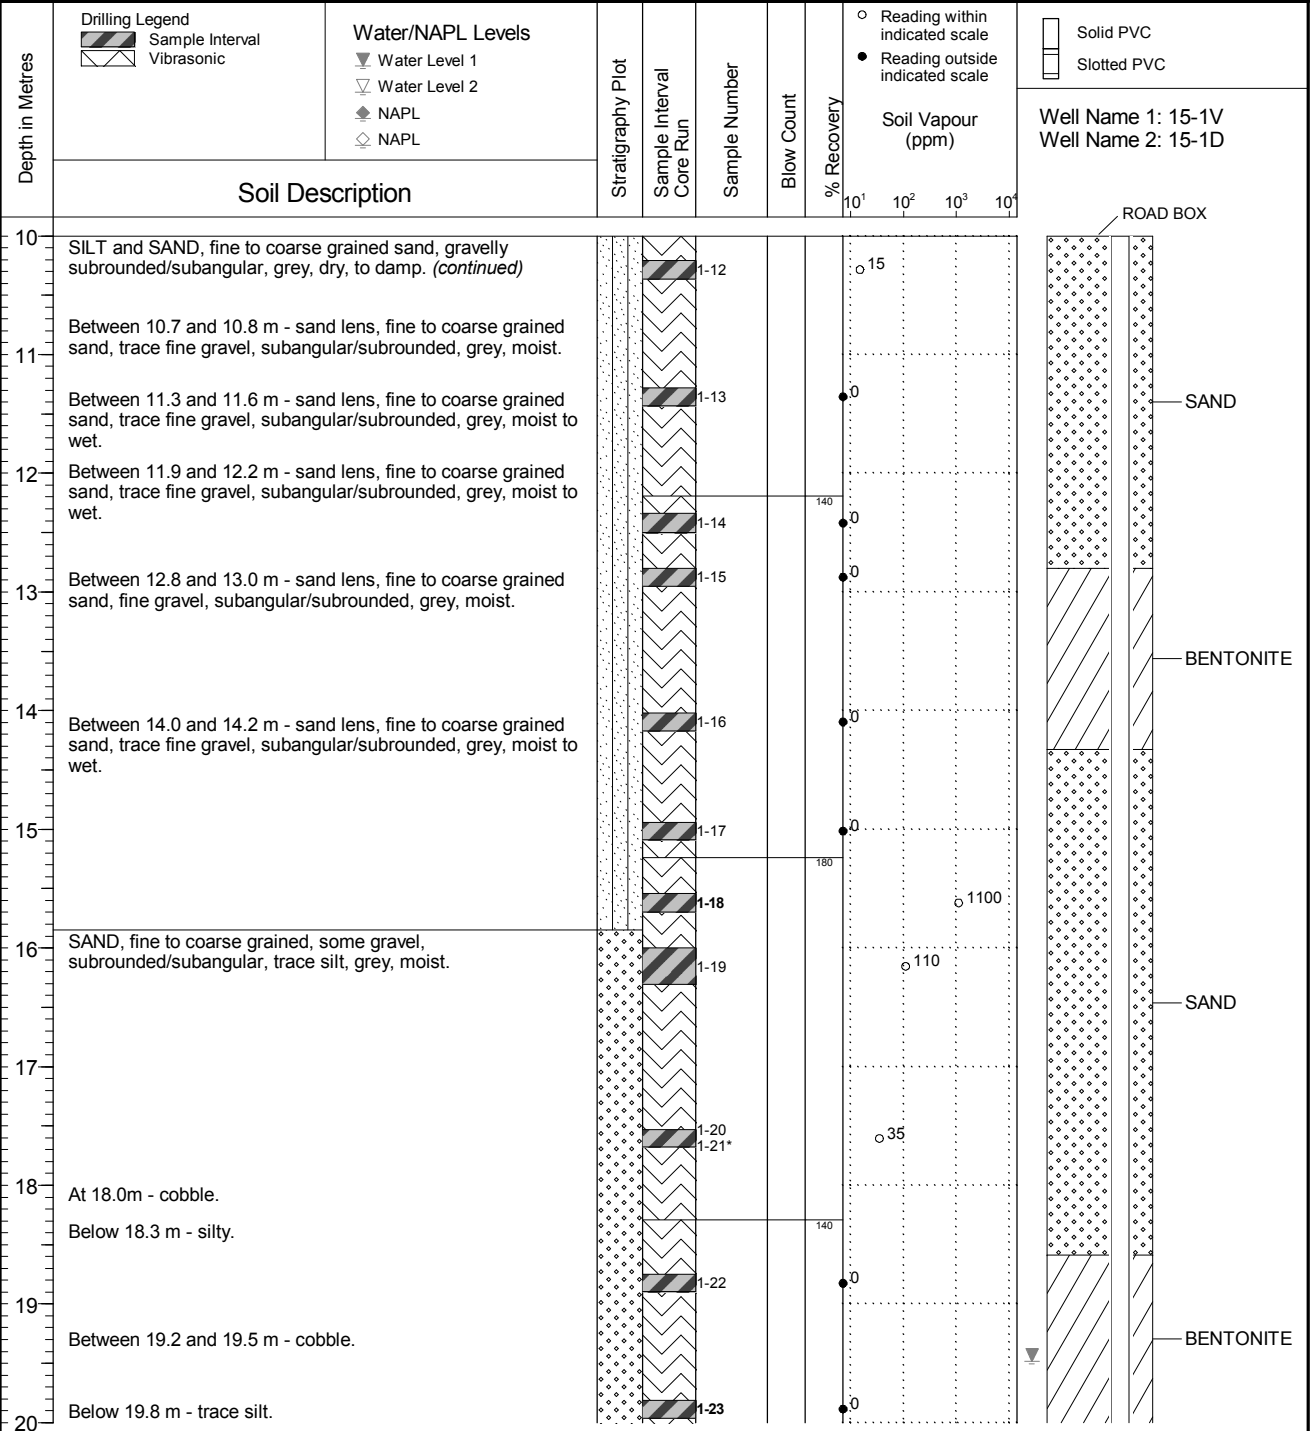 Drilling Legend
Sample Interval
Vibrasonic
Water/NAPL Levels
Water Level 1
Water Level 2
NAPL
NAPL
Depth in Metres
Soil Description
Stratigraphy Plot
Sample Interval
Core Run
Sample Number
Blow Count
% Recovery
Reading within
indicated scale
Reading outside
indicated scale
Soil Vapour
(ppm)
10¹ 10² 10³ 10⁴
Solid PVC
Slotted PVC
Well Name 1: 15-1V
Well Name 2: 15-1D
ROAD BOX
10
SILT and SAND, fine to coarse grained sand, gravelly
subrounded/subangular, grey, dry, to damp. (continued)
1-12
15
Between 10.7 and 10.8 m - sand lens, fine to coarse grained
sand, trace fine gravel, subangular/subrounded, grey, moist.
11
Between 11.3 and 11.6 m - sand lens, fine to coarse grained
sand, trace fine gravel, subangular/subrounded, grey, moist to
wet.
1-13
0
SAND
12
Between 11.9 and 12.2 m - sand lens, fine to coarse grained
sand, trace fine gravel, subangular/subrounded, grey, moist to
wet.
140
1-14
0
Between 12.8 and 13.0 m - sand lens, fine to coarse grained
sand, fine gravel, subangular/subrounded, grey, moist.
1-15
0
13
BENTONITE
14
Between 14.0 and 14.2 m - sand lens, fine to coarse grained
sand, trace fine gravel, subangular/subrounded, grey, moist to
wet.
1-16
0
15
1-17
0
180
1-18
1100
16
SAND, fine to coarse grained, some gravel,
subrounded/subangular, trace silt, grey, moist.
1-19
110
SAND
17
1-20
1-21*
35
18
At 18.0m - cobble.
Below 18.3 m - silty.
140
1-22
0
19
Between 19.2 and 19.5 m - cobble.
BENTONITE
Below 19.8 m - trace silt.
1-23
0
20